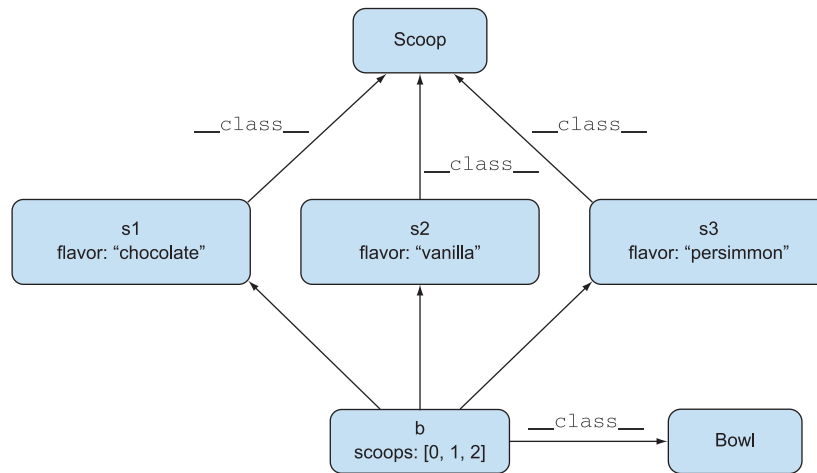 Scoop
__class__
__class__
__class__
s1
flavor: “chocolate”
s2
flavor: “vanilla”
s3
flavor: “persimmon”
b
scoops: [0, 1, 2]
__class__
Bowl